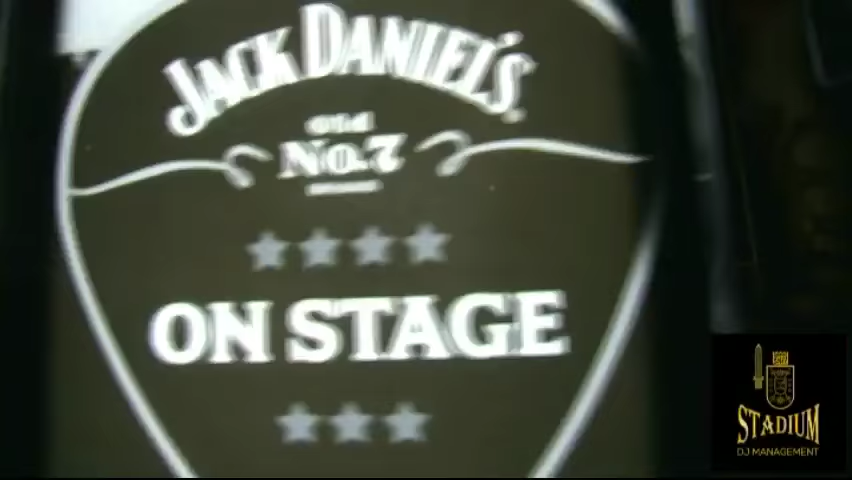 JACK DANIEL'S
Old
No.7
ON STAGE
STADIUM
DJ MANAGEMENT